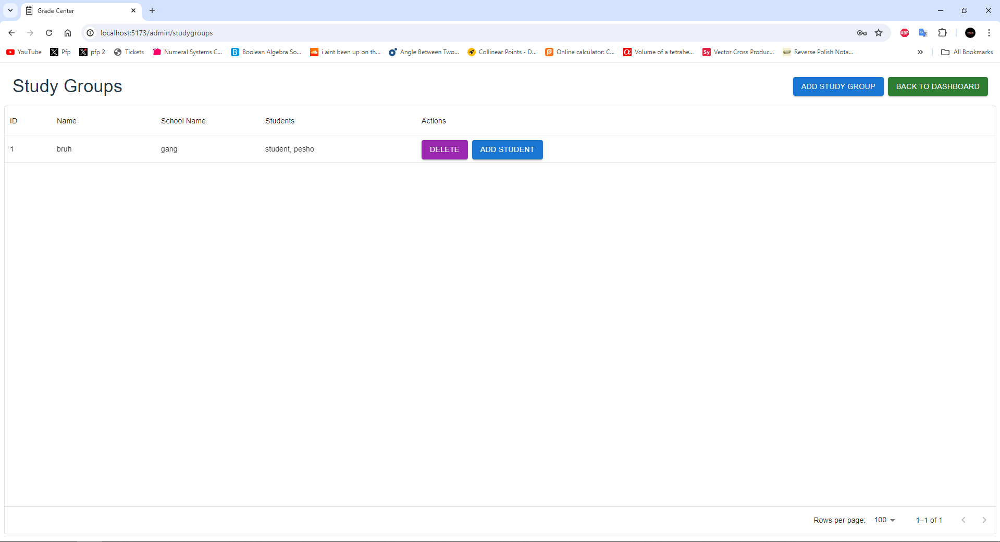 Grade Center
localhost:5173/admin/studygroups
ABP
YouTube Pfp pfp 2 Tickets Numeral Systems C... Boolean Algebra So... i aint been up on th... Angle Between Two... Collinear Points - D... Online calculator: C... Volume of a tetrahe... Sy Vector Cross Produc... Reverse Polish Nota... All Bookmarks
Study Groups
ADD STUDY GROUP BACK TO DASHBOARD
ID Name School Name Students Actions
1 bruh gang student, pesho DELETE ADD STUDENT
Rows per page: 100 1–1 of 1